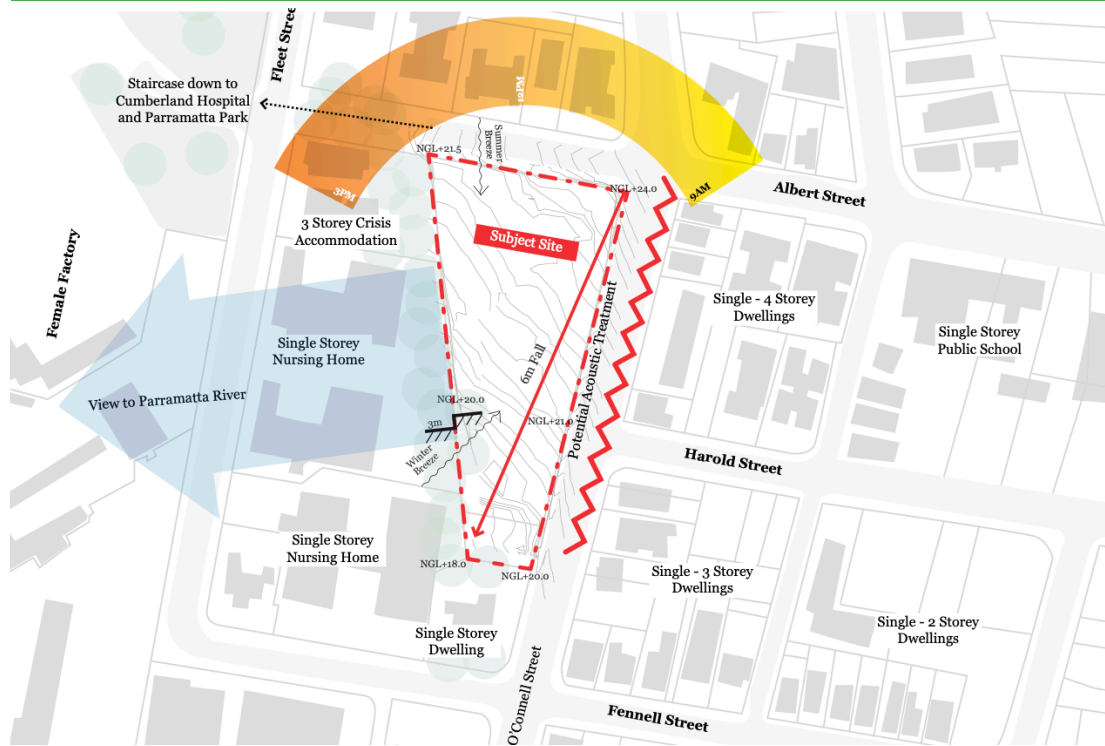 Fleet Street
Staircase down to
Cumberland Hospital
and Parramatta Park
12PM
Summer
Breeze
NGL+21.5
3PM
9AM
NGL+24.0
Albert Street
3 Storey Crisis
Accommodation
Subject Site
Female Factory
Single - 4 Storey
Dwellings
Single Storey
Public School
Single Storey
Nursing Home
6m Fall
Potential Acoustic Treatment
View to Parramatta River
NGL+20.0
3m
NGL+21.0
Winter
Breeze
Harold Street
Single Storey
Nursing Home
NGL+18.0
NGL+20.0
Single - 3 Storey
Dwellings
Single - 2 Storey
Dwellings
Single Storey
Dwelling
O'Connell Street
Fennell Street